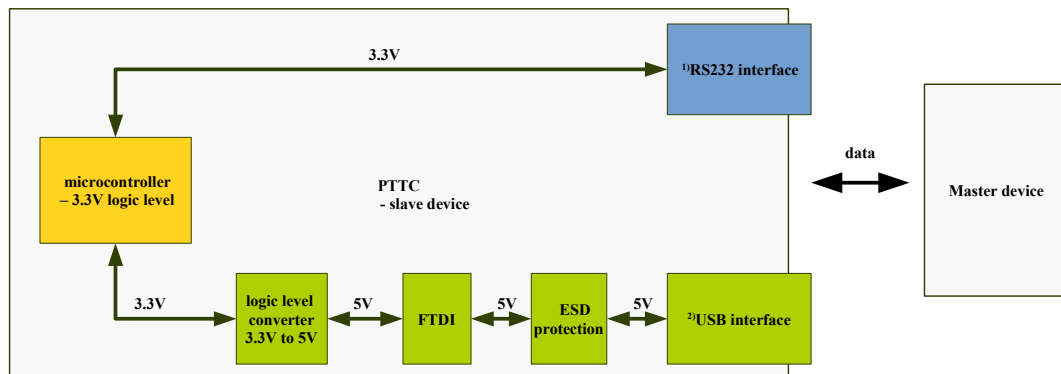 3.3V
¹⁾RS232 interface
microcontroller
– 3.3V logic level
PTTC
- slave device
data
Master device
3.3V
logic level
converter
3.3V to 5V
5V
FTDI
5V
ESD
protection
5V
²⁾USB interface